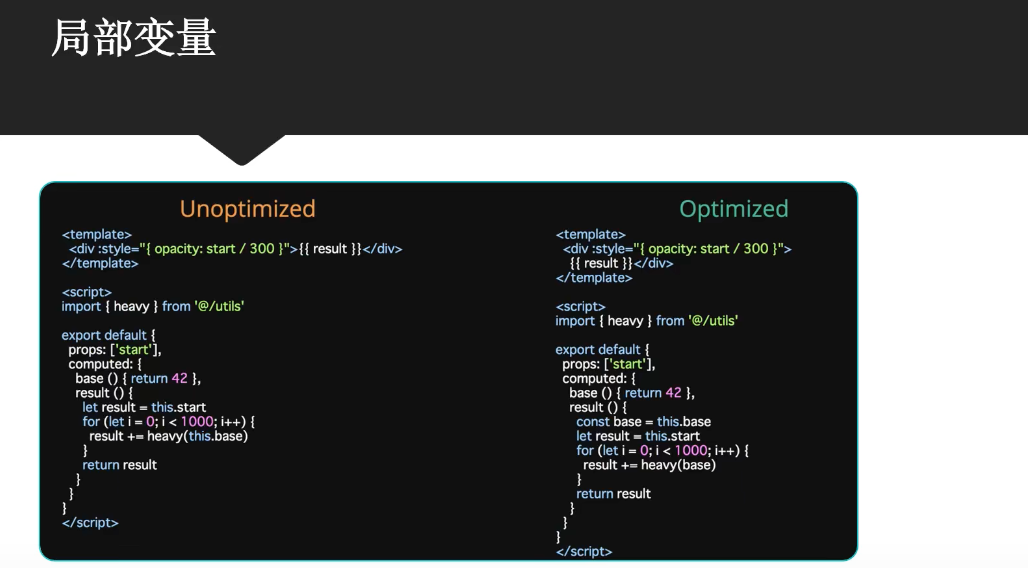 局部变量
Unoptimized
<template>
<div :style="{ opacity: start / 300 }">{{ result }}</div>
</template>
<script>
import { heavy } from '@/utils'
export default {
props: ['start'],
computed: {
base () { return 42 },
result () {
let result = this.start
for (let i = 0; i < 1000; i++) {
result += heavy(this.base)
}
return result
}
}
}
</script>
Optimized
<template>
<div :style="{ opacity: start / 300 }">
{{ result }}</div>
</template>
<script>
import { heavy } from '@/utils'
export default {
props: ['start'],
computed: {
base () { return 42 },
result () {
const base = this.base
let result = this.start
for (let i = 0; i < 1000; i++) {
result += heavy(base)
}
return result
}
}
}
</script>